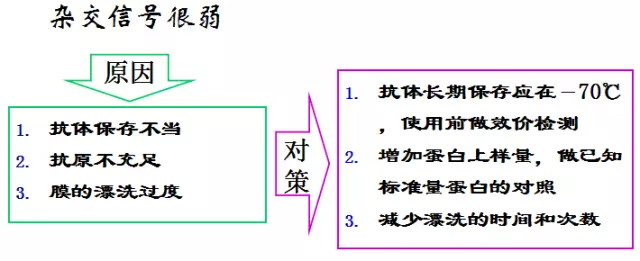 杂交信号很弱
原因
1. 抗体保存不当
2. 抗原不充足
3. 膜的漂洗过度
对策
1. 抗体长期保存应在－70℃
，使用前做效价检测
2. 增加蛋白上样量，做已知
标准量蛋白的对照
3. 减少漂洗的时间和次数